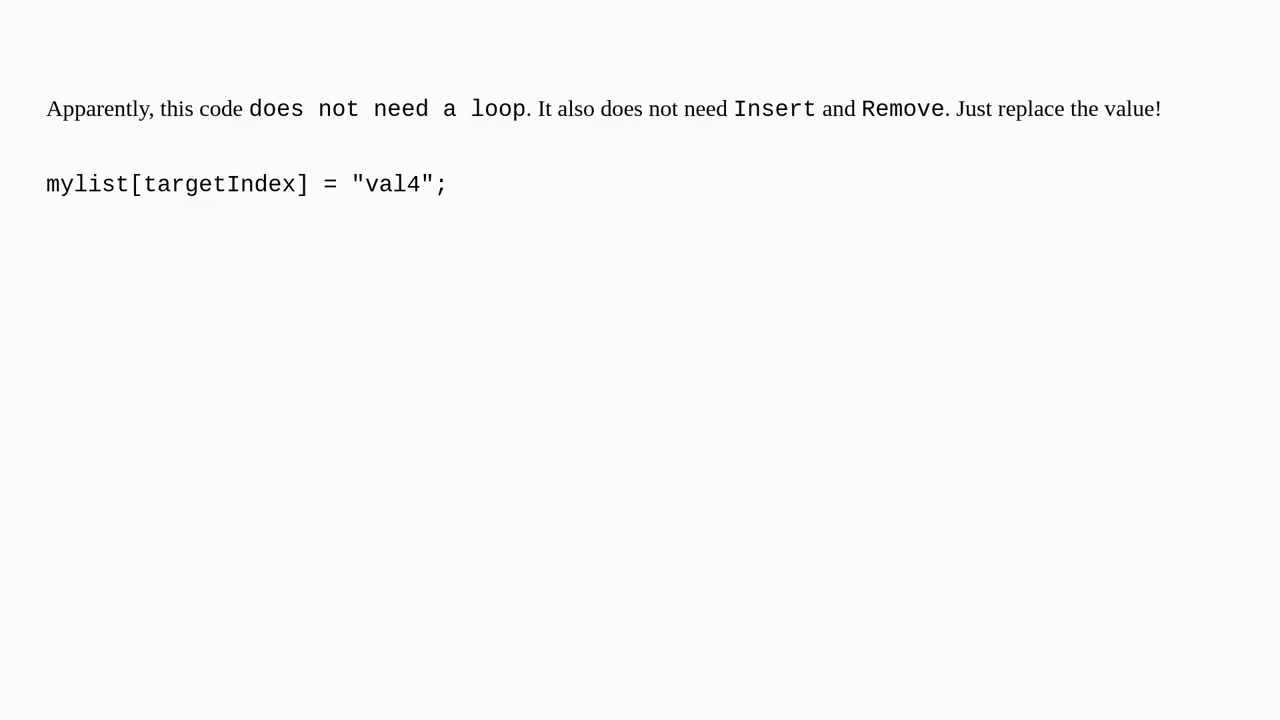 Apparently, this code does not need a loop. It also does not need Insert and Remove. Just replace the value!
mylist[targetIndex] = "val4";